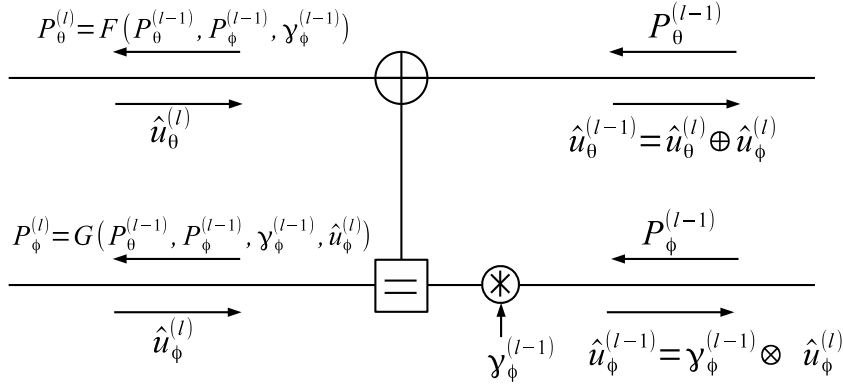 P_θ^(l)=F(P_θ^(l−1), P_ϕ^(l−1), γ_ϕ^(l−1))
P_θ^(l−1)
û_θ^(l)
û_θ^(l−1)=û_θ^(l)⊕û_ϕ^(l)
P_ϕ^(l)=G(P_θ^(l−1), P_ϕ^(l−1), γ_ϕ^(l−1), û_ϕ^(l))
P_ϕ^(l−1)
=
*
û_ϕ^(l)
γ_ϕ^(l−1)
û_ϕ^(l−1)=γ_ϕ^(l−1)⊗ û_ϕ^(l)